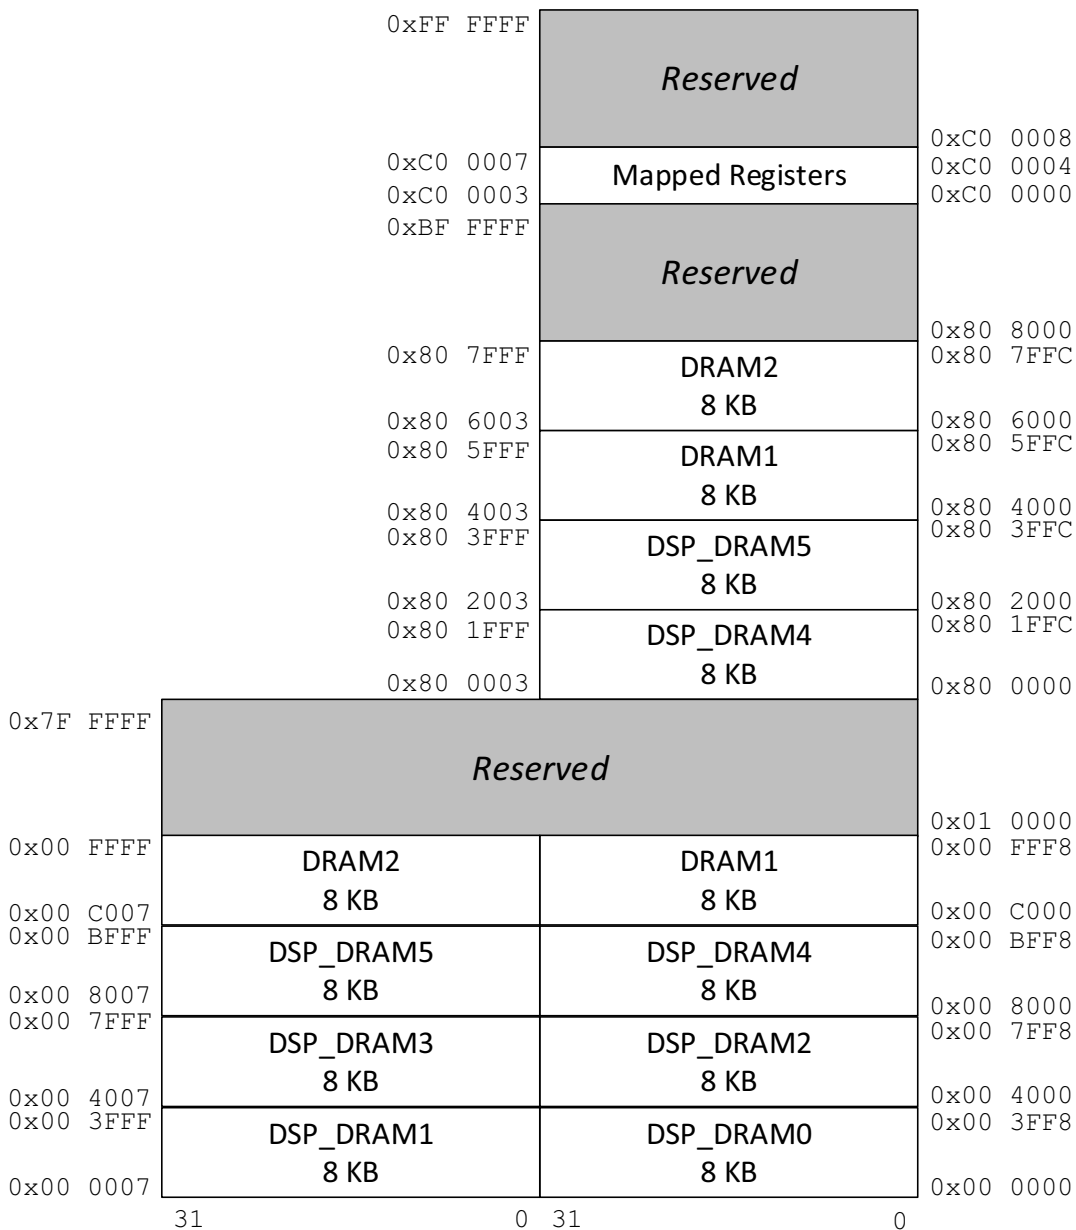 0xFF FFFF
Reserved
0xC0 0008
0xC0 0007
Mapped Registers
0xC0 0004
0xC0 0003
0xC0 0000
0xBF FFFF
Reserved
0x80 8000
0x80 7FFF
DRAM2
0x80 7FFC
8 KB
0x80 6003
0x80 6000
0x80 5FFF
DRAM1
0x80 5FFC
8 KB
0x80 4003
0x80 4000
0x80 3FFF
DSP_DRAM5
0x80 3FFC
8 KB
0x80 2003
0x80 2000
0x80 1FFF
DSP_DRAM4
0x80 1FFC
8 KB
0x80 0003
0x80 0000
0x7F FFFF
Reserved
0x01 0000
0x00 FFFF
DRAM2
DRAM1
0x00 FFF8
8 KB
8 KB
0x00 C007
0x00 C000
0x00 BFFF
DSP_DRAM5
DSP_DRAM4
0x00 BFF8
8 KB
8 KB
0x00 8007
0x00 8000
0x00 7FFF
DSP_DRAM3
DSP_DRAM2
0x00 7FF8
8 KB
8 KB
0x00 4007
0x00 4000
0x00 3FFF
DSP_DRAM1
DSP_DRAM0
0x00 3FF8
8 KB
8 KB
0x00 0007
0x00 0000
31 0 31 0